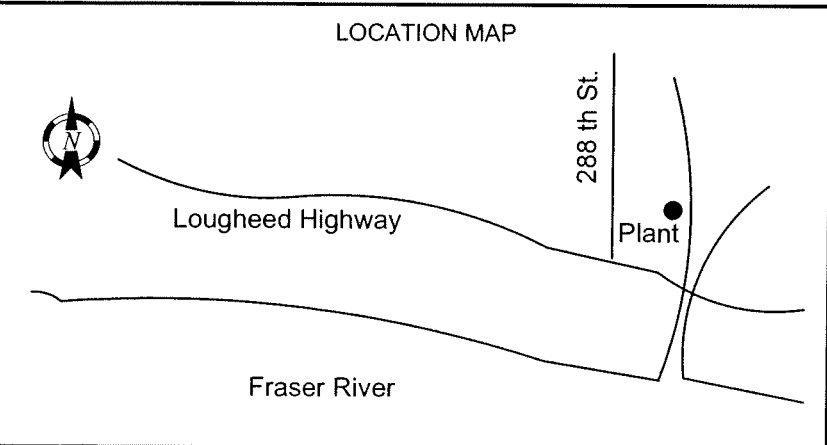 LOCATION MAP
288 th St.
N
Lougheed Highway
Plant
Fraser River